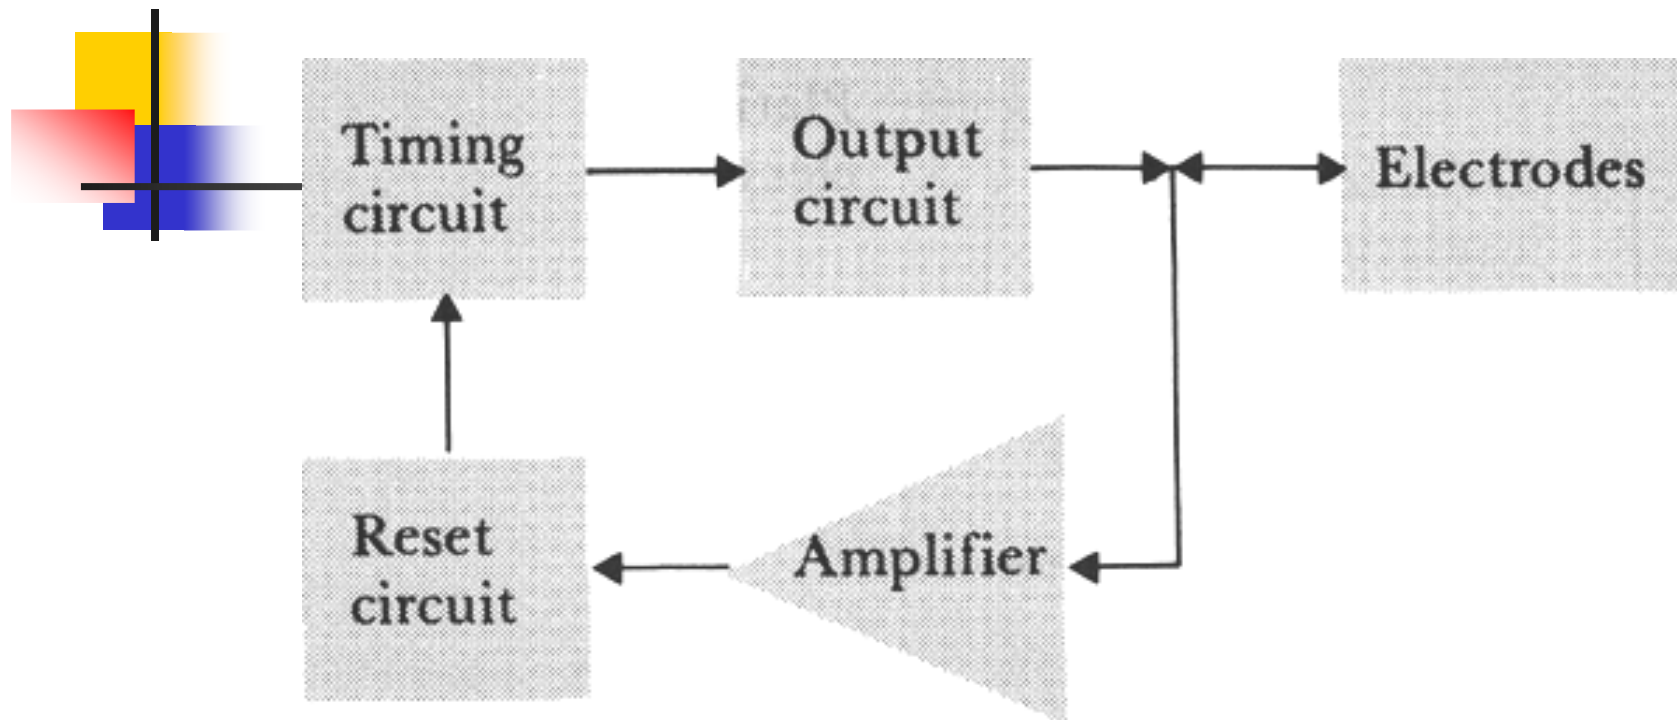 Timing
circuit
Output
circuit
Electrodes
Reset
circuit
Amplifier